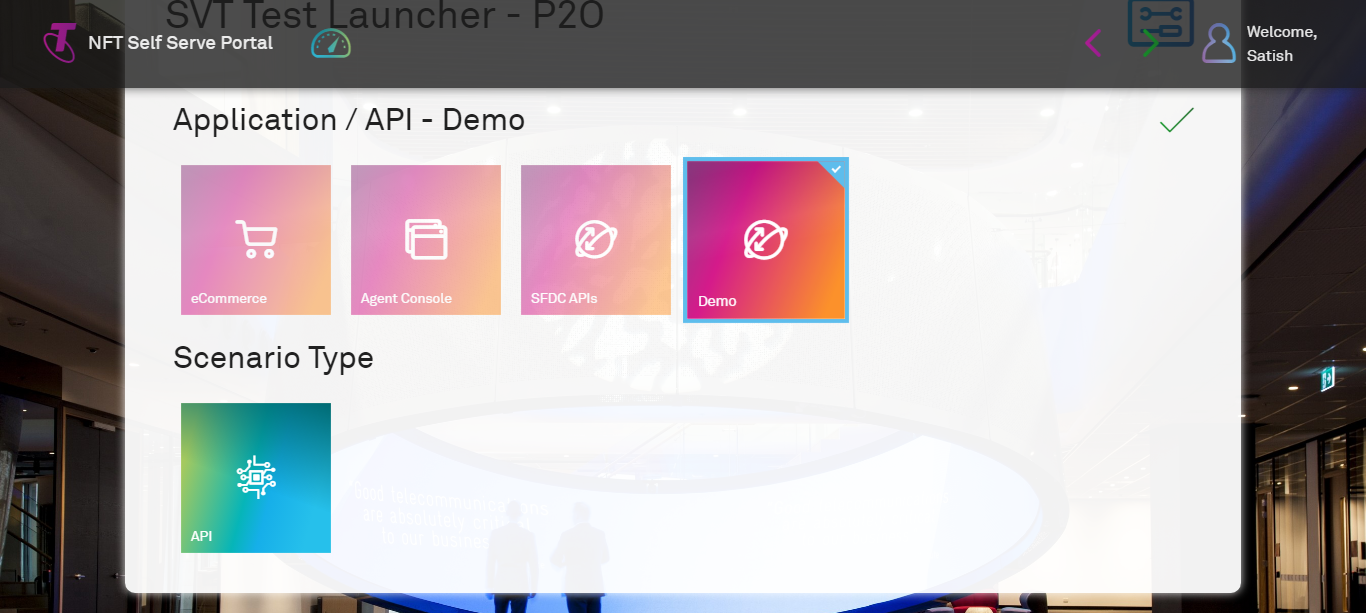 SVT Test Launcher - P2O
NFT Self Serve Portal
Welcome,
Satish
Application / API - Demo
eCommerce
Agent Console
SFDC APIs
Demo
Scenario Type
API
"Good telecommunications
are absolutely
to our business